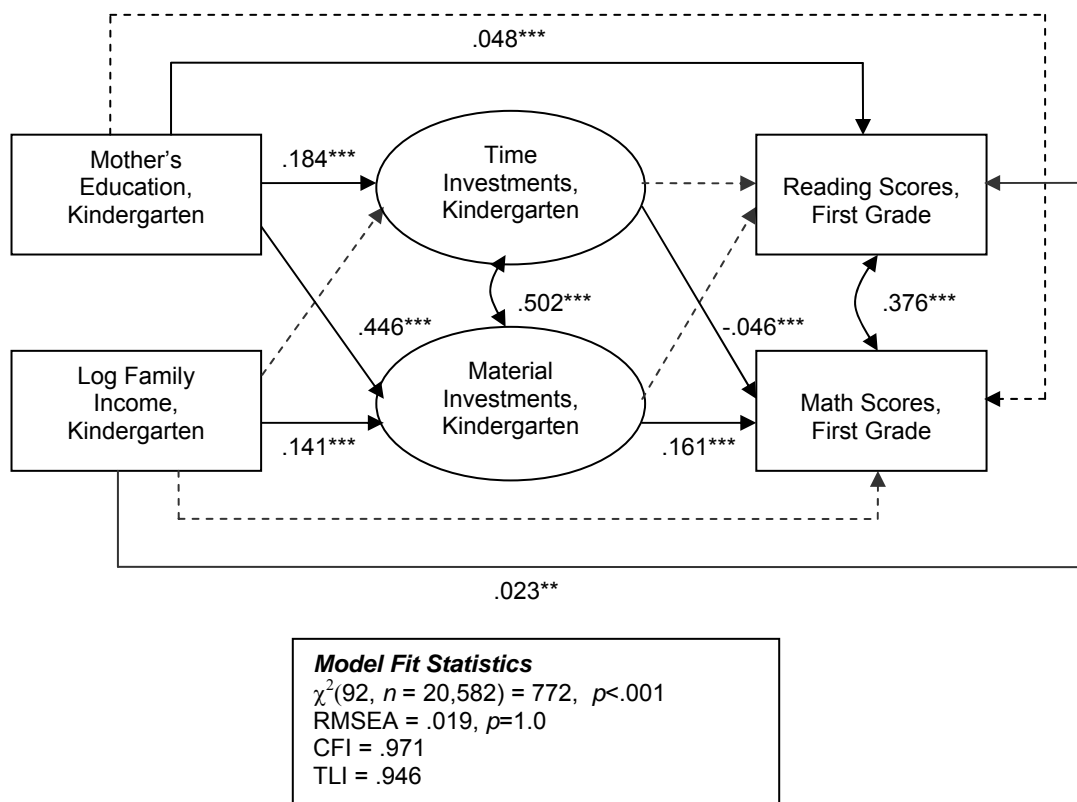 .048***
Mother's
Education,
Kindergarten
.184***
Time
Investments,
Kindergarten
Reading Scores,
First Grade
.446***
.502***
-.046***
.376***
Log Family
Income,
Kindergarten
.141***
Material
Investments,
Kindergarten
.161***
Math Scores,
First Grade
.023**
Model Fit Statistics
χ²(92, n = 20,582) = 772, p<.001
RMSEA = .019, p=1.0
CFI = .971
TLI = .946